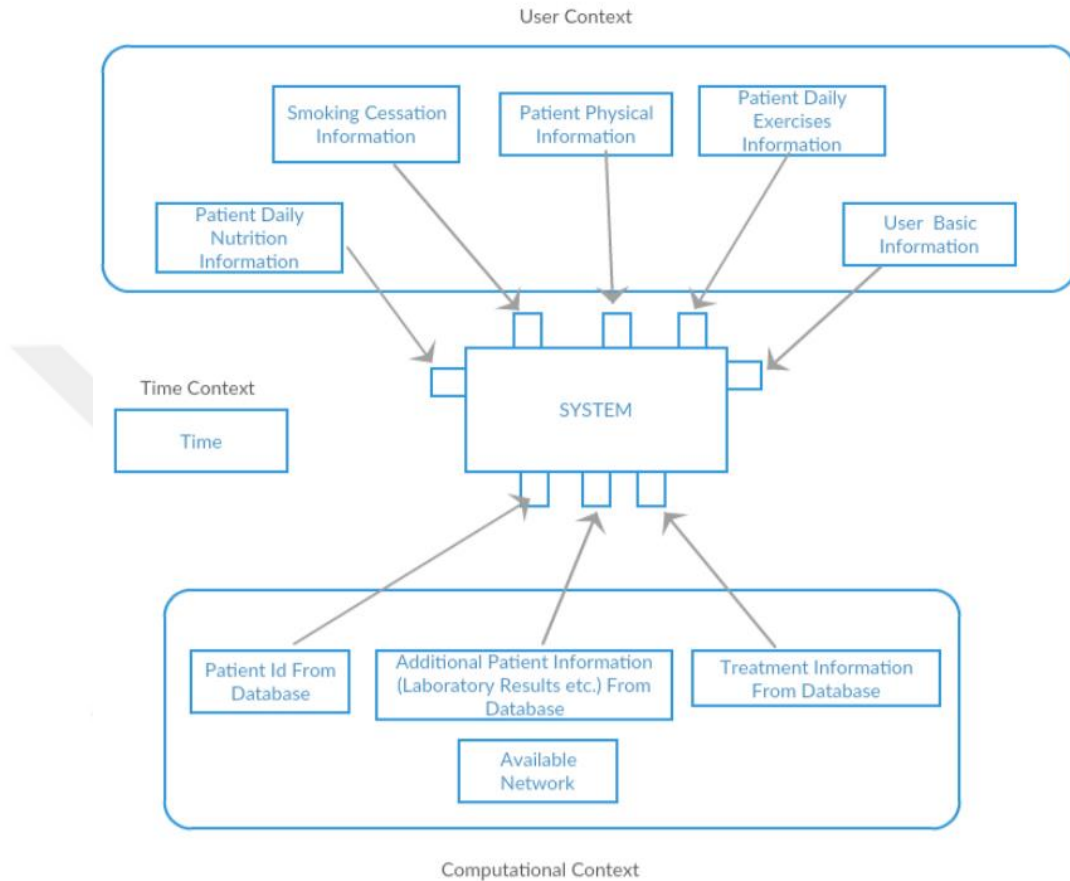 User Context
Smoking Cessation
Information
Patient Physical
Information
Patient Daily
Exercises
Information
Patient Daily
Nutrition
Information
User Basic
Information
Time Context
Time
SYSTEM
Patient Id From
Database
Additional Patient Information
(Laboratory Results etc.) From
Database
Treatment Information
From Database
Available
Network
Computational Context